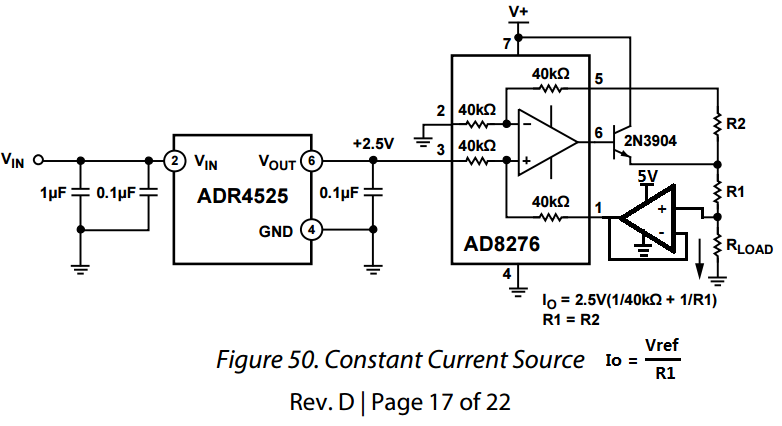 V+
7
40kΩ
5
2
40kΩ
+2.5V
3
40kΩ
6
2N3904
R2
VIN
2
VIN
VOUT
6
5V
1µF
0.1µF
ADR4525
0.1µF
40kΩ
1
R1
GND
4
AD8276
RLOAD
4
IO = 2.5V(1/40kΩ + 1/R1)
R1 = R2
Figure 50. Constant Current Source
Io = Vref
R1
Rev. D | Page 17 of 22